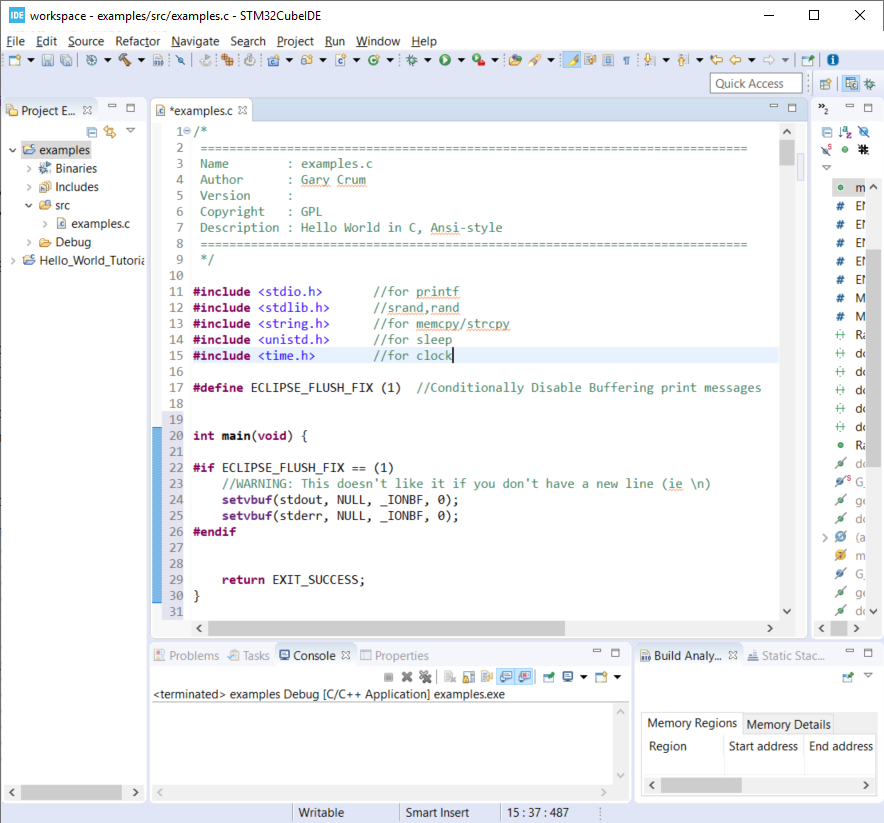 IDE workspace - examples/src/examples.c - STM32CubeIDE
File Edit Source Refactor Navigate Search Project Run Window Help
Quick Access
Project E...
*examples.c
2
examples
Binaries
Includes
src
examples.c
Debug
Hello_World_Tutoria
1 /*
2 ============================================================================
3 Name : examples.c
4 Author : Gary Crum
5 Version :
6 Copyright : GPL
7 Description : Hello World in C, Ansi-style
8 ============================================================================
9 */
10
11 #include <stdio.h> //for printf
12 #include <stdlib.h> //srand,rand
13 #include <string.h> //for memcpy/strcpy
14 #include <unistd.h> //for sleep
15 #include <time.h> //for clock
16
17 #define ECLIPSE_FLUSH_FIX (1) //Conditionally Disable Buffering print messages
18
19
20 int main(void) {
21
22 #if ECLIPSE_FLUSH_FIX == (1)
23 //WARNING: This doesn't like it if you don't have a new line (ie \n)
24 setvbuf(stdout, NULL, _IONBF, 0);
25 setvbuf(stderr, NULL, _IONBF, 0);
26 #endif
27
28
29 return EXIT_SUCCESS;
30 }
31
Problems Tasks Console Properties
<terminated> examples Debug [C/C++ Application] examples.exe
Build Analy... Static Stac...
Memory Regions Memory Details
Region Start address End address
Writable Smart Insert 15 : 37 : 487